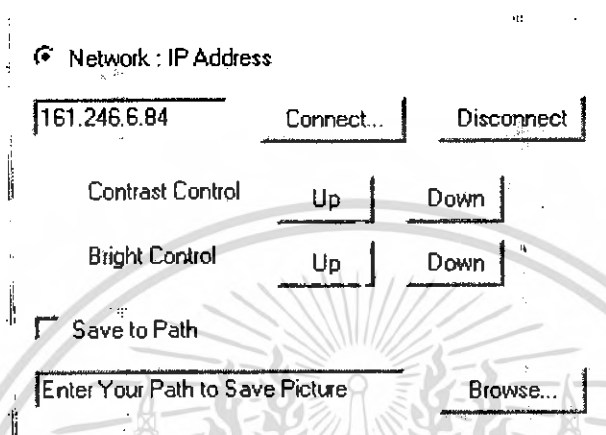 Network : IP Address
161.246.6.84 Connect... Disconnect
Contrast Control Up Down
Bright Control Up Down
Save to Path
Enter Your Path to Save Picture Browse...